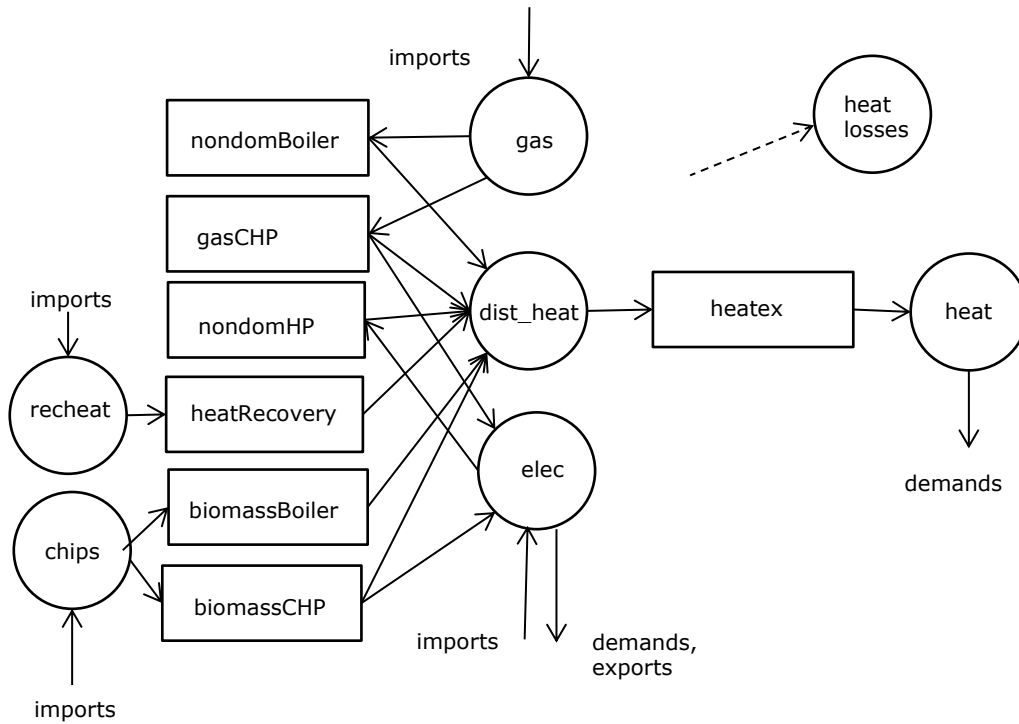 imports
heat
losses
nondomBoiler
gas
gasCHP
imports
nondomHP
dist_heat
heatex
heat
recheat
heatRecovery
elec
demands
biomassBoiler
chips
biomassCHP
imports
demands,
exports
imports